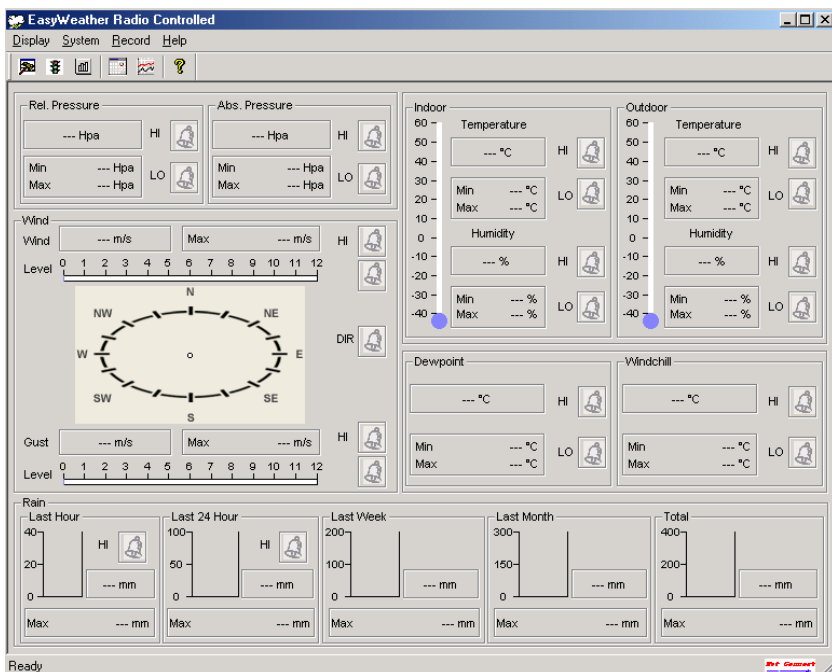 EasyWeather Radio Controlled
Display System Record Help
Rel. Pressure
--- Hpa HI
Min --- Hpa LO
Max --- Hpa
Abs. Pressure
--- Hpa HI
Min --- Hpa LO
Max --- Hpa
Wind
Wind --- m/s Max --- m/s HI
Level 0 1 2 3 4 5 6 7 8 9 10 11 12
N
NW NE
W E
SW SE
S
DIR
Gust --- m/s Max --- m/s HI
Level 0 1 2 3 4 5 6 7 8 9 10 11 12
Indoor
60
50
40
30
20
10
0
-10
-20
-30
-40
Temperature
--- °C HI
Min --- °C LO
Max --- °C
Humidity
--- % HI
Min --- % LO
Max --- %
Outdoor
60
50
40
30
20
10
0
-10
-20
-30
-40
Temperature
--- °C HI
Min --- °C LO
Max --- °C
Humidity
--- % HI
Min --- % LO
Max --- %
Dewpoint
--- °C HI
Min --- °C LO
Max --- °C
Windchill
--- °C HI
Min --- °C LO
Max --- °C
Rain
Last Hour
40
20
0
HI
--- mm
Max --- mm
Last 24 Hour
100
50
0
HI
--- mm
Max --- mm
Last Week
200
100
0
--- mm
Max --- mm
Last Month
300
150
0
--- mm
Max --- mm
Total
400
200
0
--- mm
Max --- mm
Ready
Not Connect